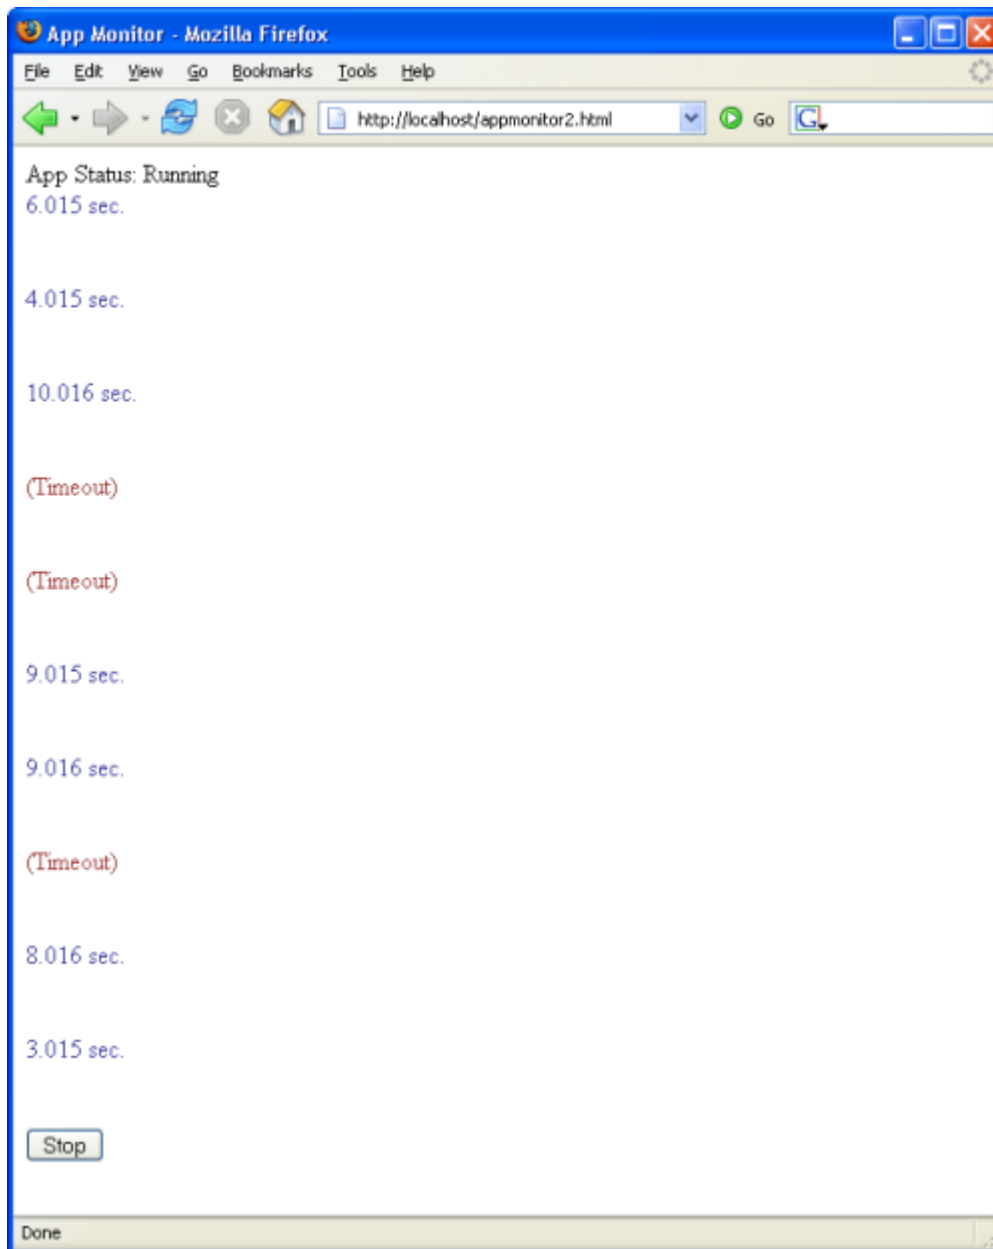 App Monitor - Mozilla Firefox
File Edit View Go Bookmarks Tools Help
http://localhost/appmonitor2.html Go G
App Status: Running
6.015 sec.
4.015 sec.
10.016 sec.
(Timeout)
(Timeout)
9.015 sec.
9.016 sec.
(Timeout)
8.016 sec.
3.015 sec.
Stop
Done